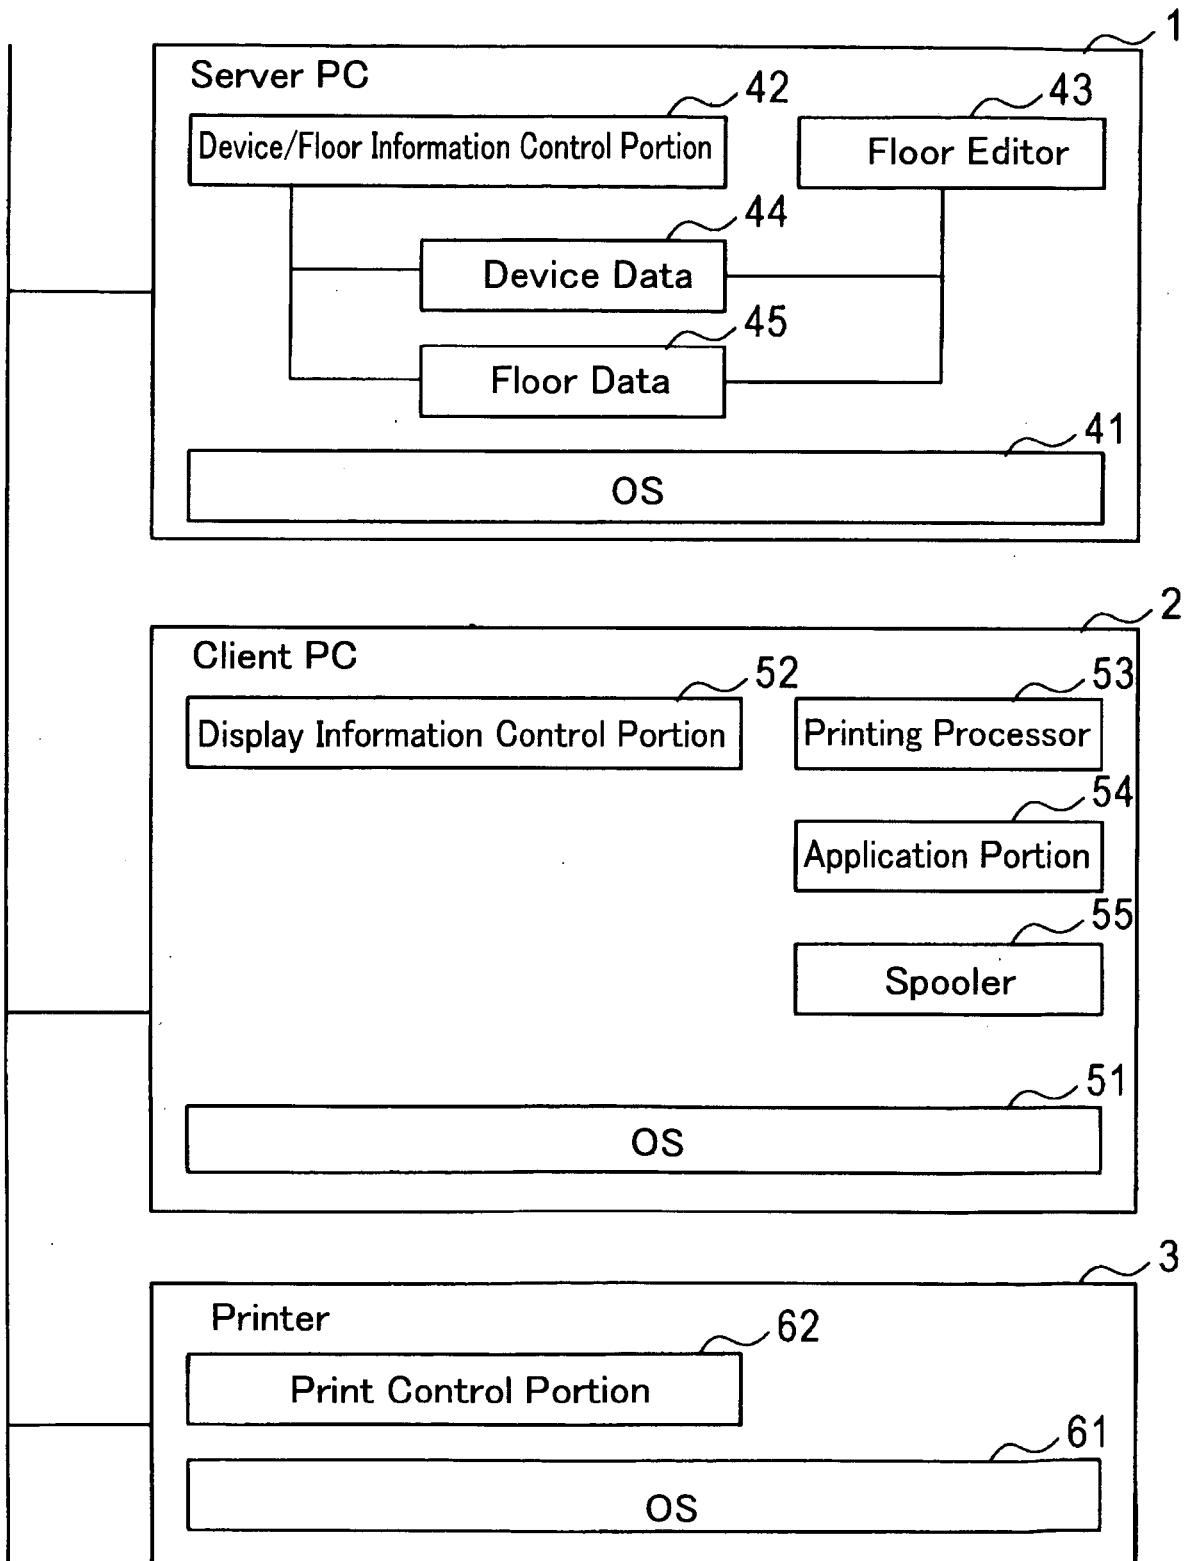 1
Server PC
42
43
Device/Floor Information Control Portion
Floor Editor
44
Device Data
45
Floor Data
41
OS
2
Client PC
52
53
Display Information Control Portion
Printing Processor
54
Application Portion
55
Spooler
51
OS
3
Printer
62
Print Control Portion
61
OS